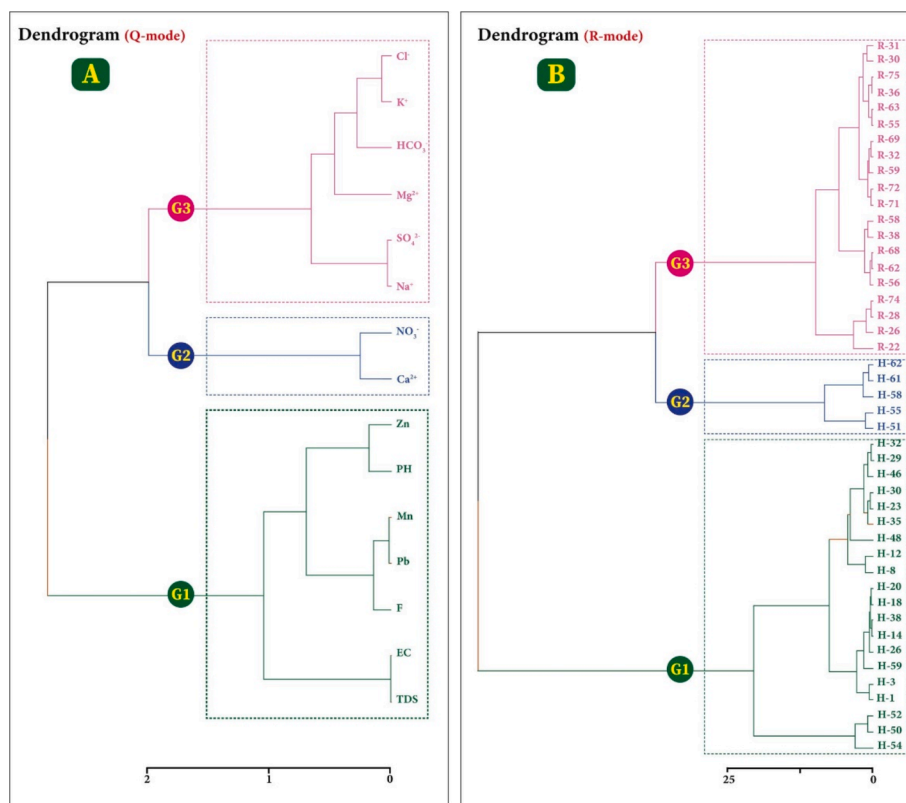 Dendrogram (Q-mode)
A
Cl⁻
K⁺
HCO₃
Mg²⁺
G3
SO₄²⁻
Na⁺
NO₃⁻
G2
Ca²⁺
Zn
PH
Mn
Pb
G1
F
EC
TDS
2 1 0
Dendrogram (R-mode)
B
R-31
R-30
R-75
R-36
R-63
R-55
R-69
R-32
R-59
R-72
R-71
R-58
R-38
R-68
G3
R-62
R-56
R-74
R-28
R-26
R-22
H-62
H-61
H-58
G2
H-55
H-51
H-32
H-29
H-46
H-30
H-23
H-35
H-48
H-12
H-8
H-20
H-18
H-38
H-14
H-26
H-59
G1
H-3
H-1
H-52
H-50
H-54
25 0